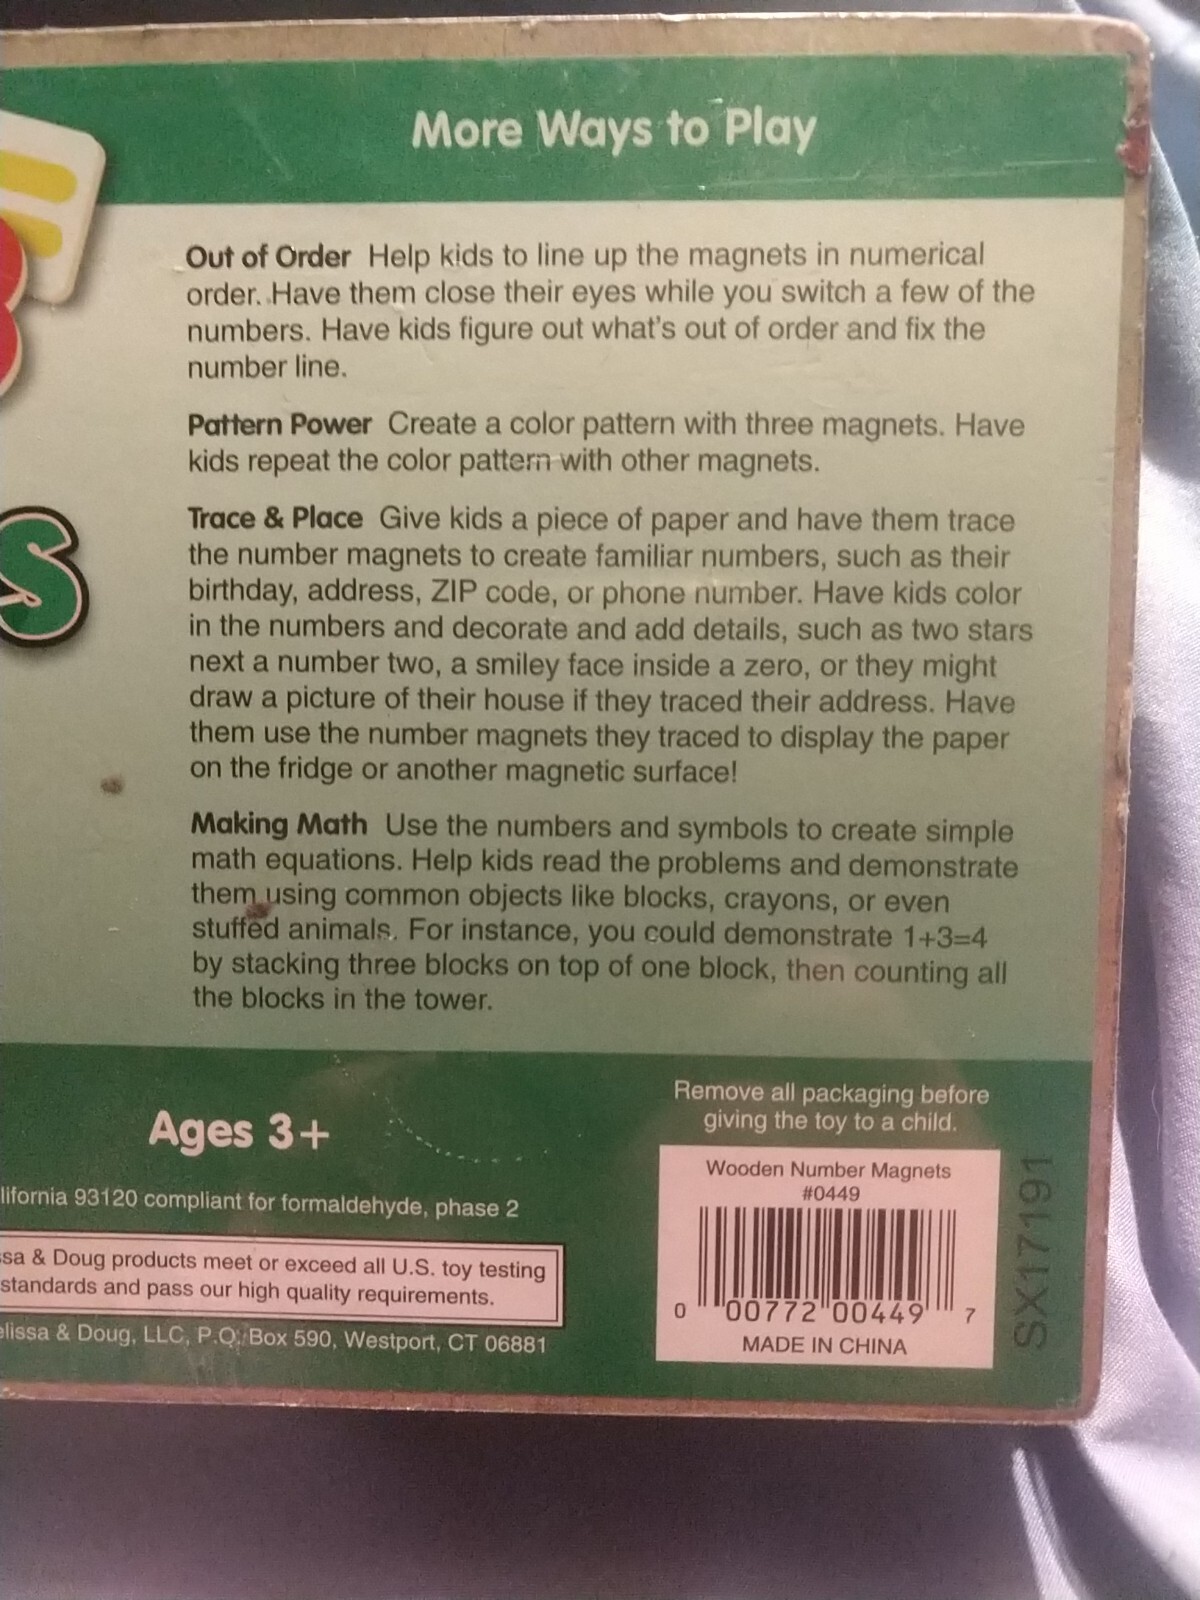 More Ways to Play
Out of Order Help kids to line up the magnets in numerical
order. Have them close their eyes while you switch a few of the
numbers. Have kids figure out what's out of order and fix the
number line.
Pattern Power Create a color pattern with three magnets. Have
kids repeat the color pattern with other magnets.
Trace & Place Give kids a piece of paper and have them trace
the number magnets to create familiar numbers, such as their
birthday, address, ZIP code, or phone number. Have kids color
in the numbers and decorate and add details, such as two stars
next a number two, a smiley face inside a zero, or they might
draw a picture of their house if they traced their address. Have
them use the number magnets they traced to display the paper
on the fridge or another magnetic surface!
Making Math Use the numbers and symbols to create simple
math equations. Help kids read the problems and demonstrate
them using common objects like blocks, crayons, or even
stuffed animals. For instance, you could demonstrate 1+3=4
by stacking three blocks on top of one block, then counting all
the blocks in the tower.
S
Ages 3+
lifornia 93120 compliant for formaldehyde, phase 2
ssa & Doug products meet or exceed all U.S. toy testing
standards and pass our high quality requirements.
elissa & Doug, LLC, P.O. Box 590, Westport, CT 06881
Remove all packaging before
giving the toy to a child.
Wooden Number Magnets
#0449
0 00772 00449 7
MADE IN CHINA
SX17191